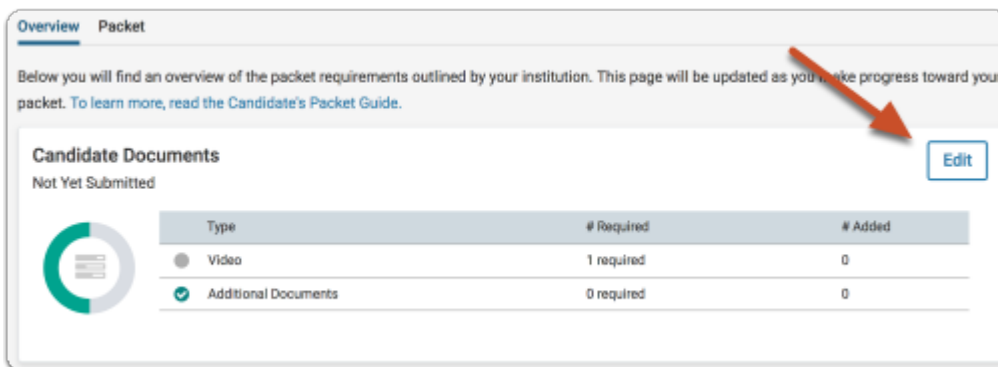 Overview Packet
Below you will find an overview of the packet requirements outlined by your institution. This page will be updated as you make progress toward your
packet. To learn more, read the Candidate's Packet Guide.
Candidate Documents
Edit
Not Yet Submitted
Type # Required # Added
Video 1 required 0
Additional Documents 0 required 0